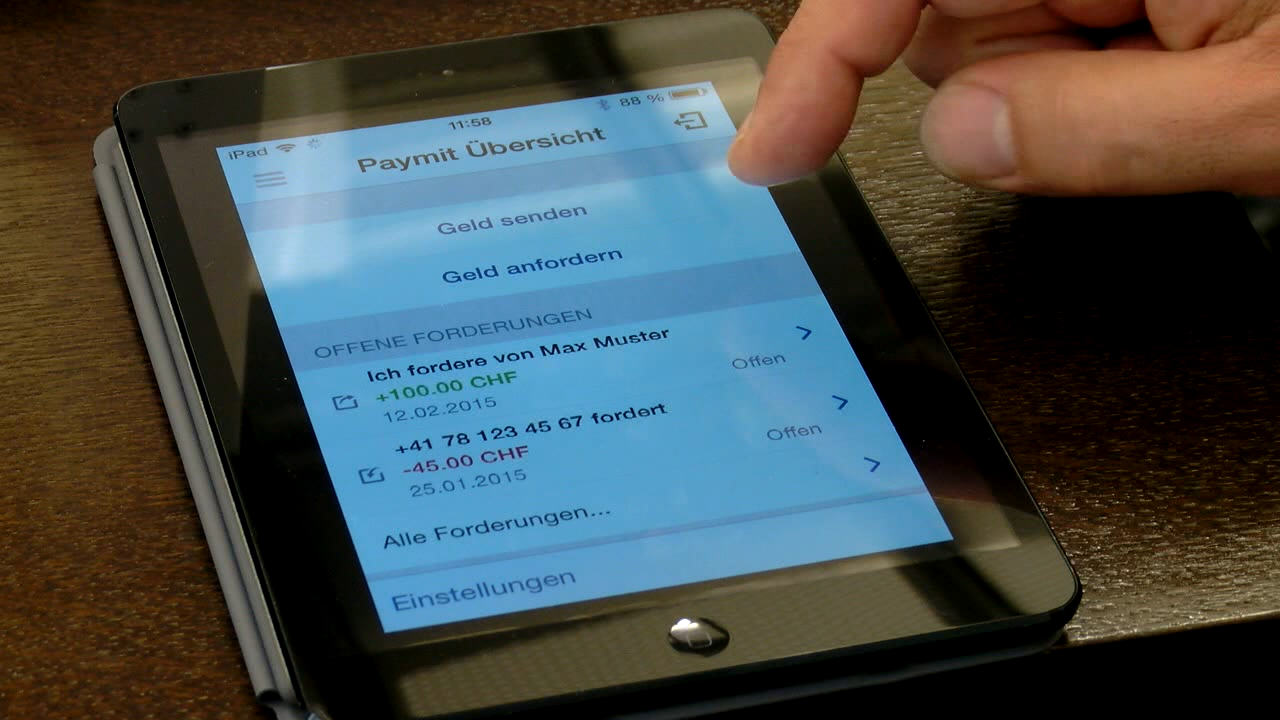 iPad 11:58 88 %
Paymit Übersicht
Geld senden
Geld anfordern
OFFENE FORDERUNGEN
Ich fordere von Max Muster
+100.00 CHF Offen
12.02.2015
+41 78 123 45 67 fordert
-45.00 CHF Offen
25.01.2015
Alle Forderungen...
Einstellungen